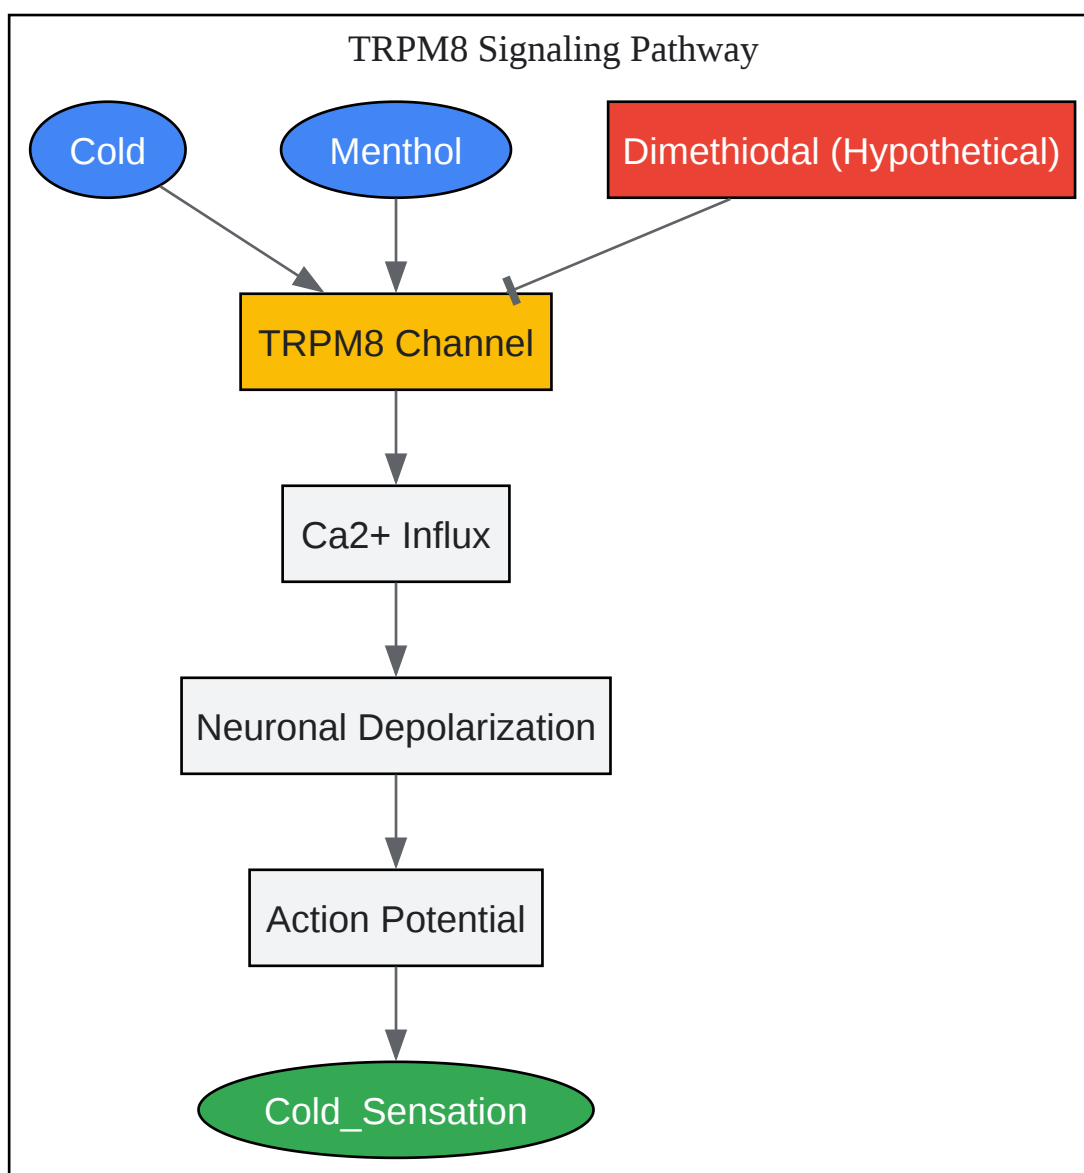 TRPM8 Signaling Pathway
Cold
Menthol
Dimethiodal (Hypothetical)
TRPM8 Channel
Ca2+ Influx
Neuronal Depolarization
Action Potential
Cold_Sensation